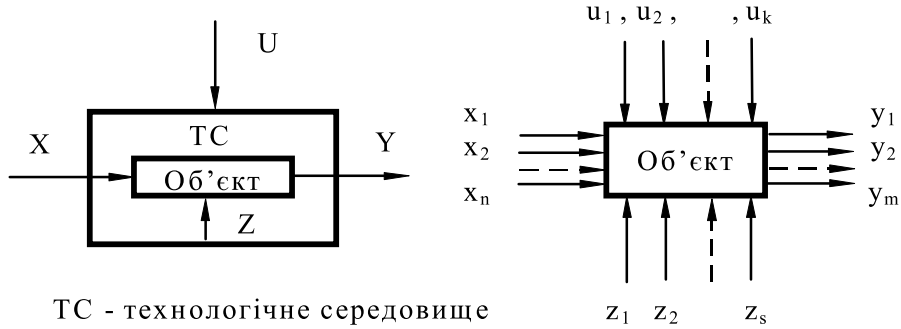 U
ТС
X
Об’єкт
Y
Z
u1 , u2 , , uk
x1
x2
xn
Об’єкт
y1
y2
ym
z1 z2 zs
ТС - технологічне середовище